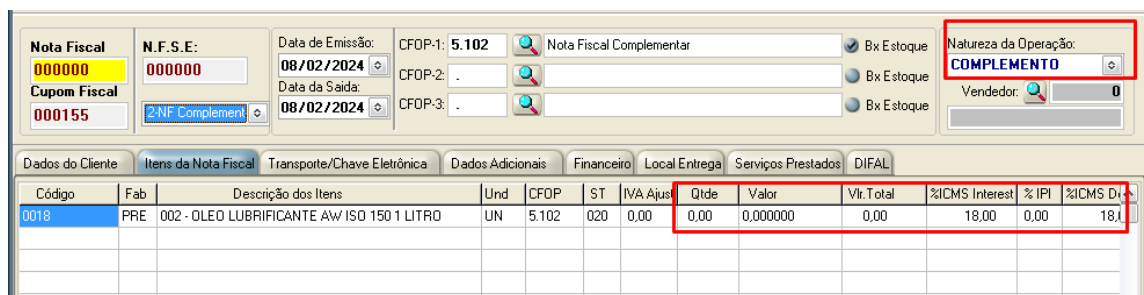 Nota Fiscal N.F.S.E: Data de Emissão: CFOP-1: 5.102 Nota Fiscal Complementar Bx Estoque Natureza da Operação:
000000 000000 08/02/2024 CFOP-2: . Bx Estoque COMPLEMENTO
Cupom Fiscal Data da Saida: Vendedor: 0
000155 2-NF Complement 08/02/2024 CFOP-3: . Bx Estoque
Dados do Cliente Itens da Nota Fiscal Transporte/Chave Eletrônica Dados Adicionais Financeiro Local Entrega Serviços Prestados DIFAL
Código Fab Descrição dos Itens Und CFOP ST IVA Ajust Qtde Valor Vlr.Total %ICMS Interest % IPI %ICMS
0018 PRE 002 - OLEO LUBRIFICANTE AW ISO 150 1 LITRO UN 5.102 020 0,00 0,00 0,000000 0,00 18,00 0,00 18,